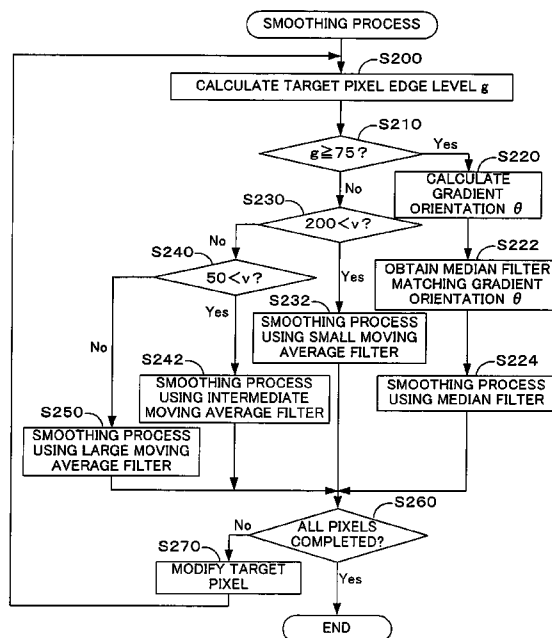 SMOOTHING PROCESS
S200
CALCULATE TARGET PIXEL EDGE LEVEL g
S210
g≧75?
Yes
No
S220
CALCULATE
GRADIENT
ORIENTATION θ
S230
200<v?
No
Yes
S222
OBTAIN MEDIAN FILTER
MATCHING GRADIENT
ORIENTATION θ
S240
50<v?
No
Yes
S232
SMOOTHING PROCESS
USING SMALL MOVING
AVERAGE FILTER
S224
SMOOTHING PROCESS
USING MEDIAN FILTER
S242
SMOOTHING PROCESS
USING INTERMEDIATE
MOVING AVERAGE FILTER
S250
SMOOTHING PROCESS
USING LARGE MOVING
AVERAGE FILTER
S260
ALL PIXELS
COMPLETED?
No
Yes
S270
MODIFY TARGET
PIXEL
END